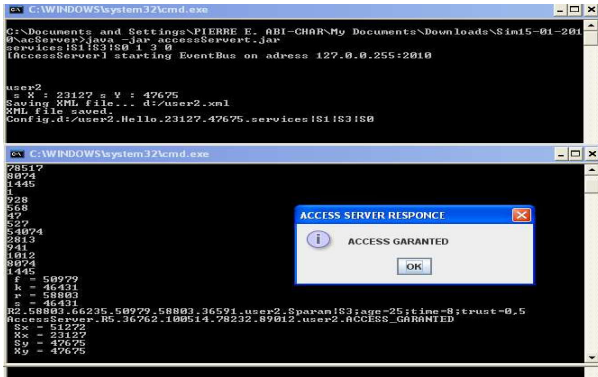 C:\WINDOWS\system32\cmd.exe
C:\Documents and Settings\PIERRE E. ABI-CHAR\My Documents\Downloads\Sim15-01-201
0\acServer>java -jar accessServert.jar
services|S1|S3|S0 1 3 0
[AccessServer] starting EventBus on adress 127.0.0.255:2010
user2
s X : 23127 s Y : 47675
Saving XML file... d:/user2.xml
XML file saved.
Config.d:/user2.Hello.23127.47675.services|S1|S3|S0
C:\WINDOWS\system32\cmd.exe
78517
8074
1445
1
928
568
47
527
54074
2813
941
1012
8074
1445
f = 50979
k = 46431
r = 58803
s = 46431
R2.58803.66235.50979.58803.36591.user2.Sparam|S3;age=25;time=8;trust=0,5
AccessServer.R5.36762.100514.78232.89012.user2.ACCESS_GARANTED
Sx = 51272
Xx = 23127
Sy = 47675
Xy = 47675
ACCESS SERVER RESPONCE
ACCESS GARANTED
OK